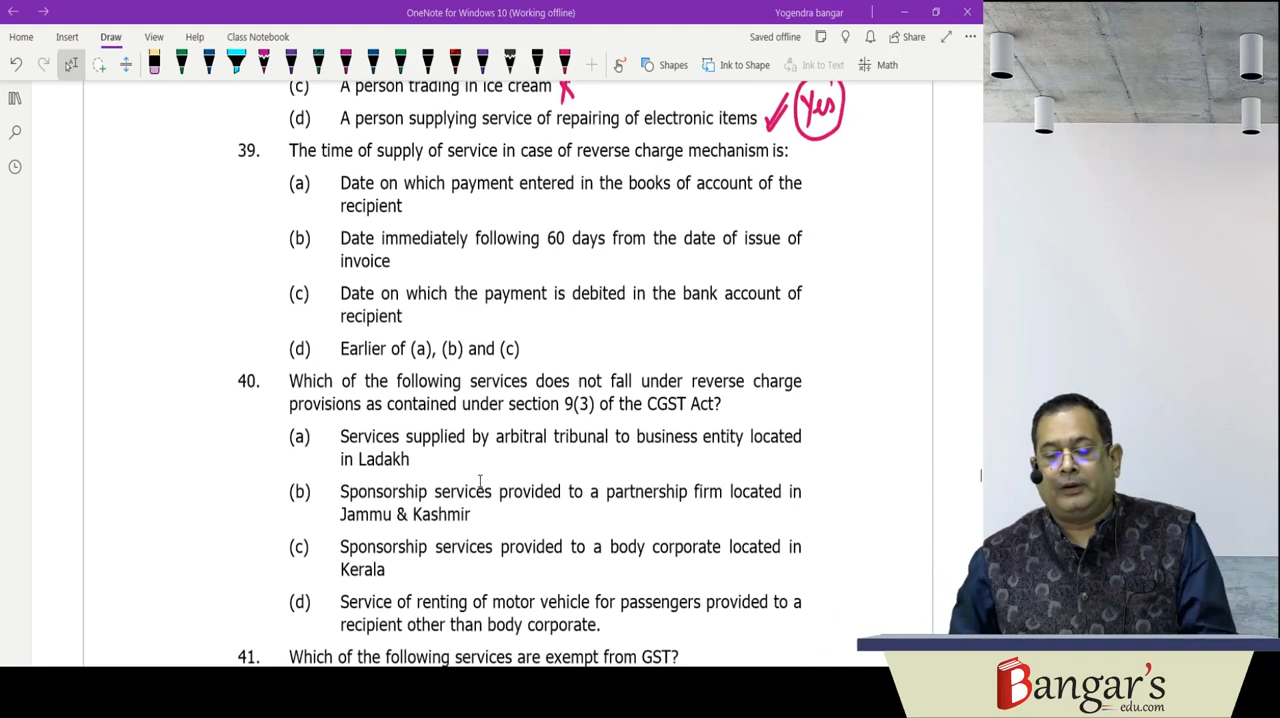 OneNote for Windows 10 (Working offline)
Yogendra bangar
Home Insert Draw View Help Class Notebook
Saved offline Share
Shapes Ink to Shape Ink to Text Math
(c) A person trading in ice cream
(d) A person supplying service of repairing of electronic items Yes
39. The time of supply of service in case of reverse charge mechanism is:
(a) Date on which payment entered in the books of account of the
recipient
(b) Date immediately following 60 days from the date of issue of
invoice
(c) Date on which the payment is debited in the bank account of
recipient
(d) Earlier of (a), (b) and (c)
40. Which of the following services does not fall under reverse charge
provisions as contained under section 9(3) of the CGST Act?
(a) Services supplied by arbitral tribunal to business entity located
in Ladakh
(b) Sponsorship services provided to a partnership firm located in
Jammu & Kashmir
(c) Sponsorship services provided to a body corporate located in
Kerala
(d) Service of renting of motor vehicle for passengers provided to a
recipient other than body corporate.
41. Which of the following services are exempt from GST?
Bangar's
edu.com